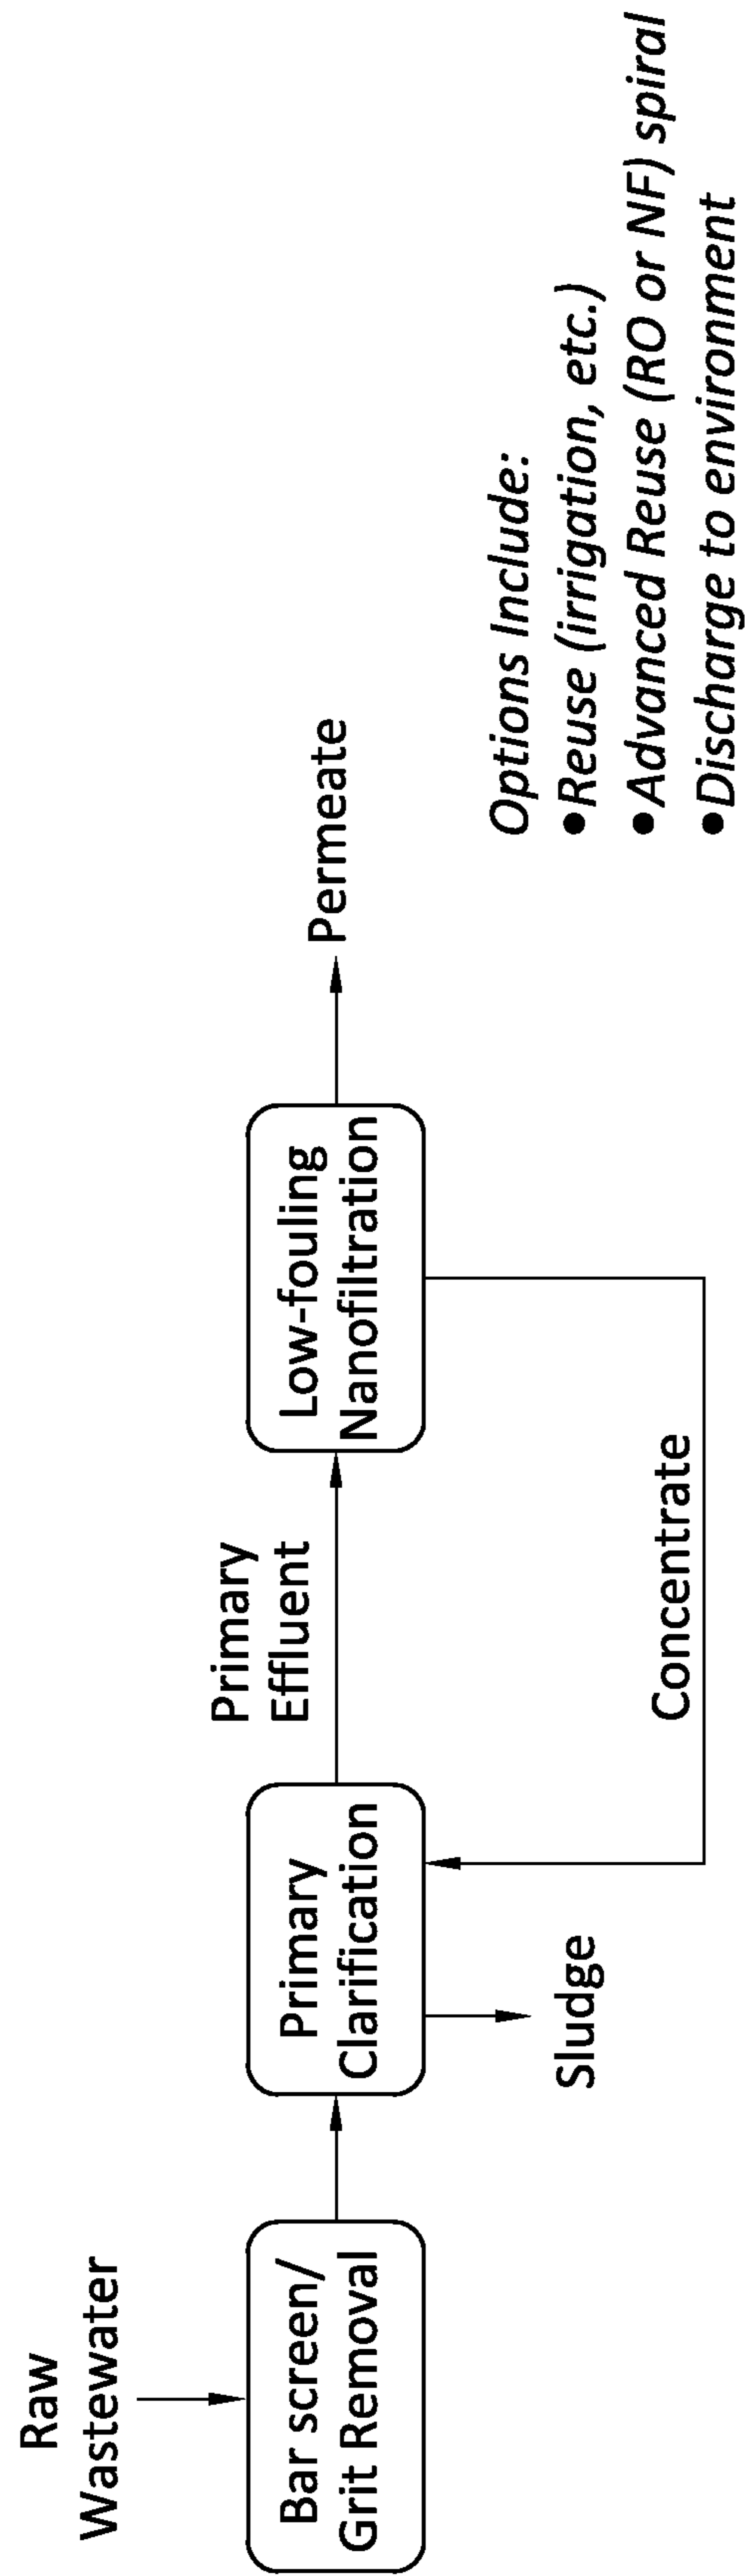 Raw
Wastewater
Bar screen/
Grit Removal
Primary
Clarification
Sludge
Primary
Effluent
Low-fouling
Nanofiltration
Concentrate
Permeate
Options Include:
•Reuse (irrigation, etc.)
•Advanced Reuse (RO or NF) spiral
•Discharge to environment